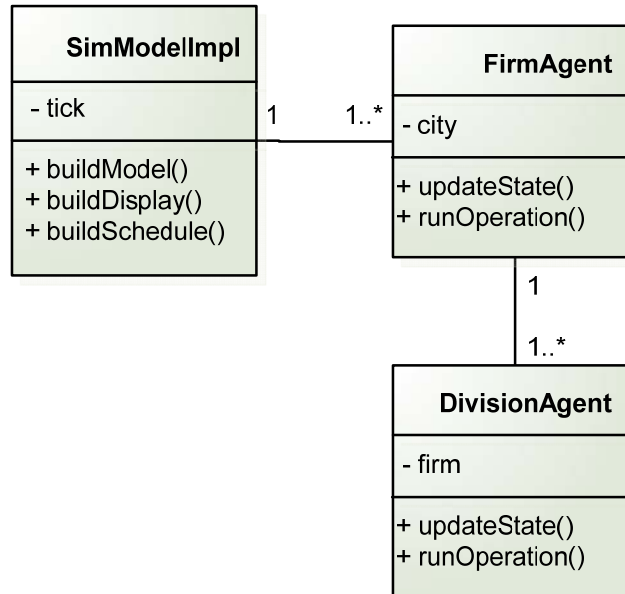 SimModelImpl
- tick
+ buildModel()
+ buildDisplay()
+ buildSchedule()
1
1..*
FirmAgent
- city
+ updateState()
+ runOperation()
1
1..*
DivisionAgent
- firm
+ updateState()
+ runOperation()